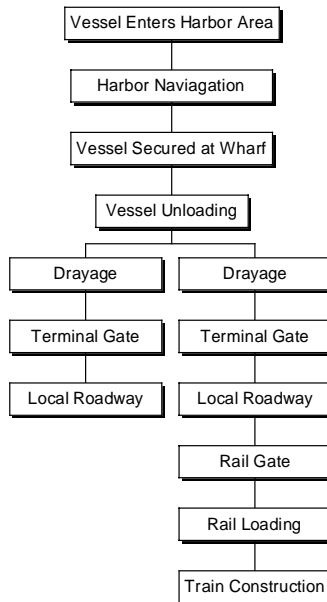 Vessel Enters Harbor Area
Harbor Naviagation
Vessel Secured at Wharf
Vessel Unloading
Drayage
Drayage
Terminal Gate
Terminal Gate
Local Roadway
Local Roadway
Rail Gate
Rail Loading
Train Construction